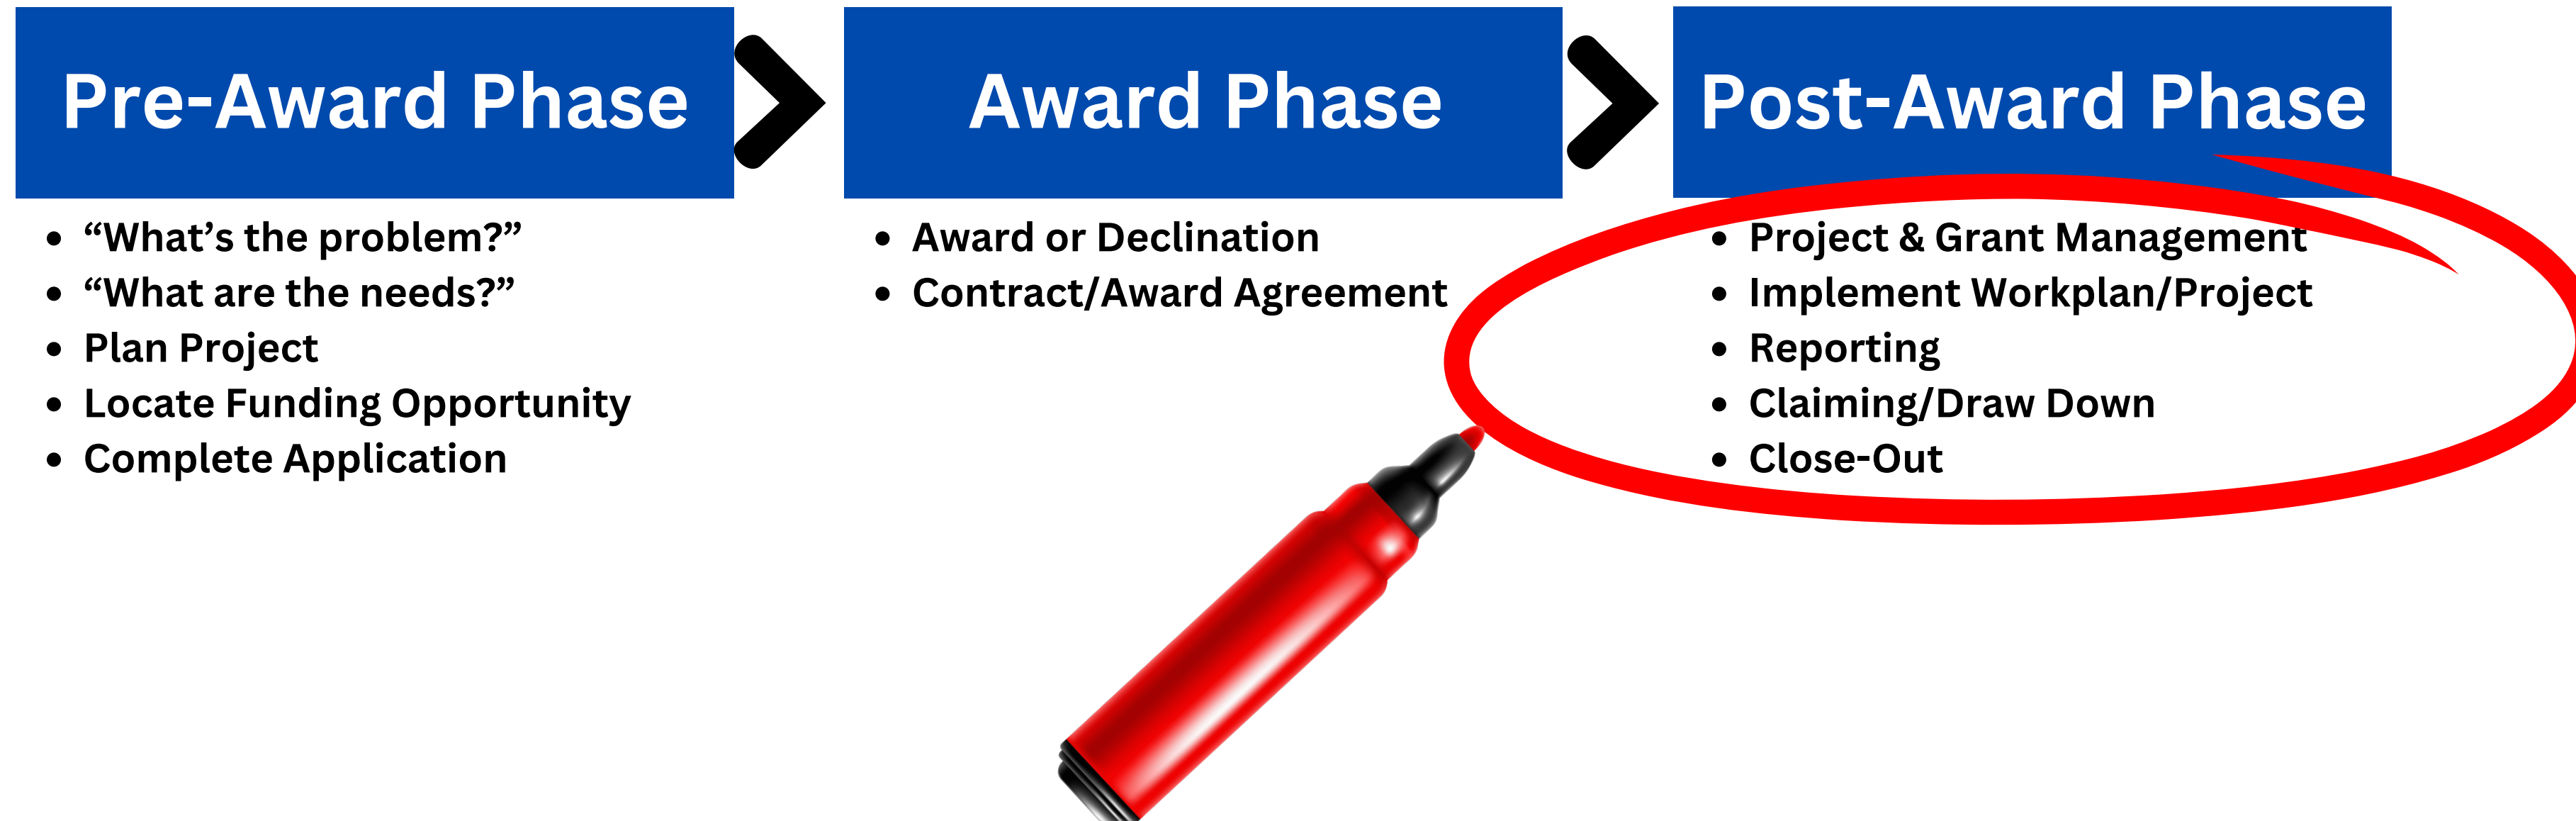 Pre-Award Phase
“What’s the problem?”
“What are the needs?”
Plan Project
Locate Funding Opportunity
Complete Application
Award Phase
Award or Declination
Contract/Award Agreement
Post-Award Phase
Project & Grant Management
Implement Workplan/Project
Reporting
Claiming/Draw Down
Close-Out